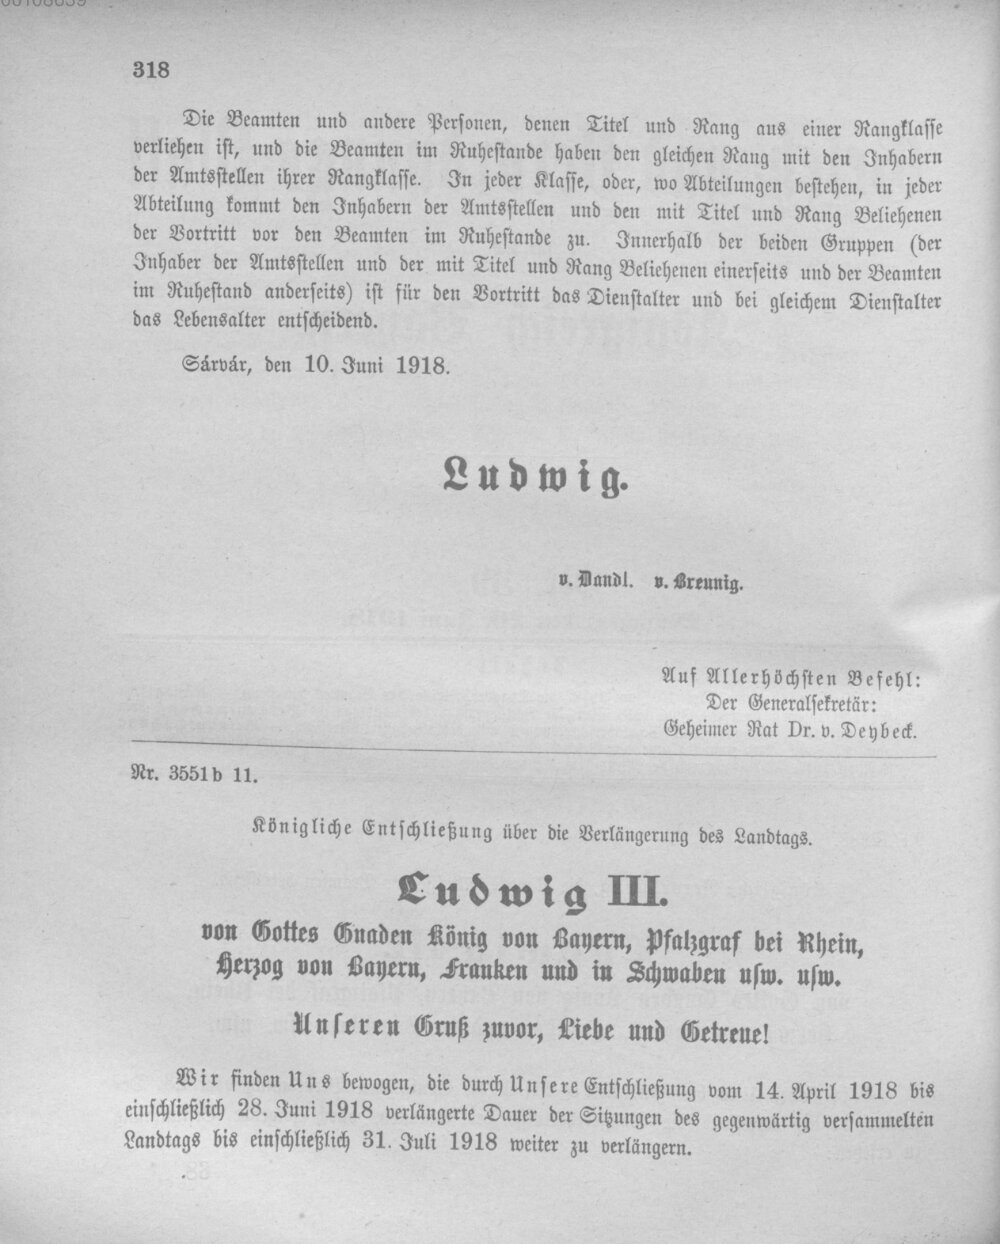 318
Die Beamten und andere Personen, denen Titel und Rang aus einer Rangklasse
verliehen ist, und die Beamten im Ruhestande haben den gleichen Rang mit den Inhabern
der Amtsstellen ihrer Rangklasse. In jeder Klasse, oder, wo Abteilungen bestehen, in jeder
Abteilung kommt den Inhabern der Amtsstellen und den mit Titel und Rang Beliehenen
der Vortritt vor den Beamten im Ruhestande zu. Innerhalb der beiden Gruppen (der
Inhaber der Amtsstellen und der mit Titel und Rang Beliehenen einerseits und der Beamten
im Ruhestand anderseits) ist für den Vortritt das Dienstalter und bei gleichem Dienstalter
das Lebensalter entscheidend.
Sárvár, den 10. Juni 1918.
Ludwig.
v. Dandl. v. Breunig.
Auf Allerhöchsten Befehl:
Der Generalsekretär:
Geheimer Rat Dr. v. Deybeck.
Nr. 3551 b 11.
Königliche Entschließung über die Verlängerung des Landtags.
Ludwig III.
von Gottes Gnaden König von Bayern, Pfalzgraf bei Rhein,
Herzog von Bayern, Franken und in Schwaben usw. usw.
Unseren Gruß zuvor, Liebe und Getreue!
Wir finden Uns bewogen, die durch Unsere Entschließung vom 14. April 1918 bis
einschließlich 28. Juni 1918 verlängerte Dauer der Sitzungen des gegenwärtig versammelten
Landtags bis einschließlich 31. Juli 1918 weiter zu verlängern.